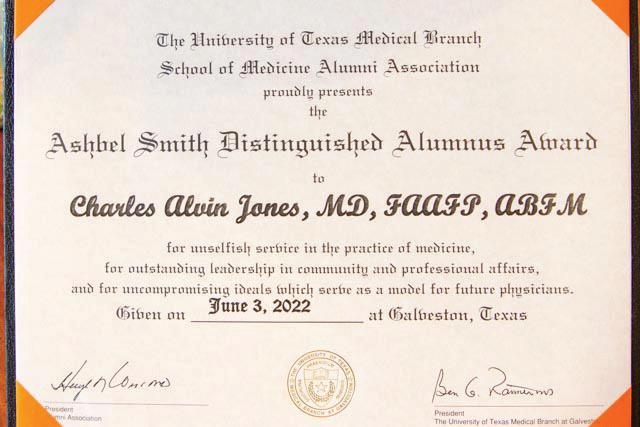 The University of Texas Medical Branch
School of Medicine Alumni Association
proudly presents
the
Ashbel Smith Distinguished Alumnus Award
to
Charles Alvin Jones, MD, FAAFP, ABFM
for unselfish service in the practice of medicine,
for outstanding leadership in community and professional affairs,
and for uncompromising ideals which serve as a model for future physicians.
Given on June 3, 2022 at Galveston, Texas
President
President
The University of Texas Medical Branch at